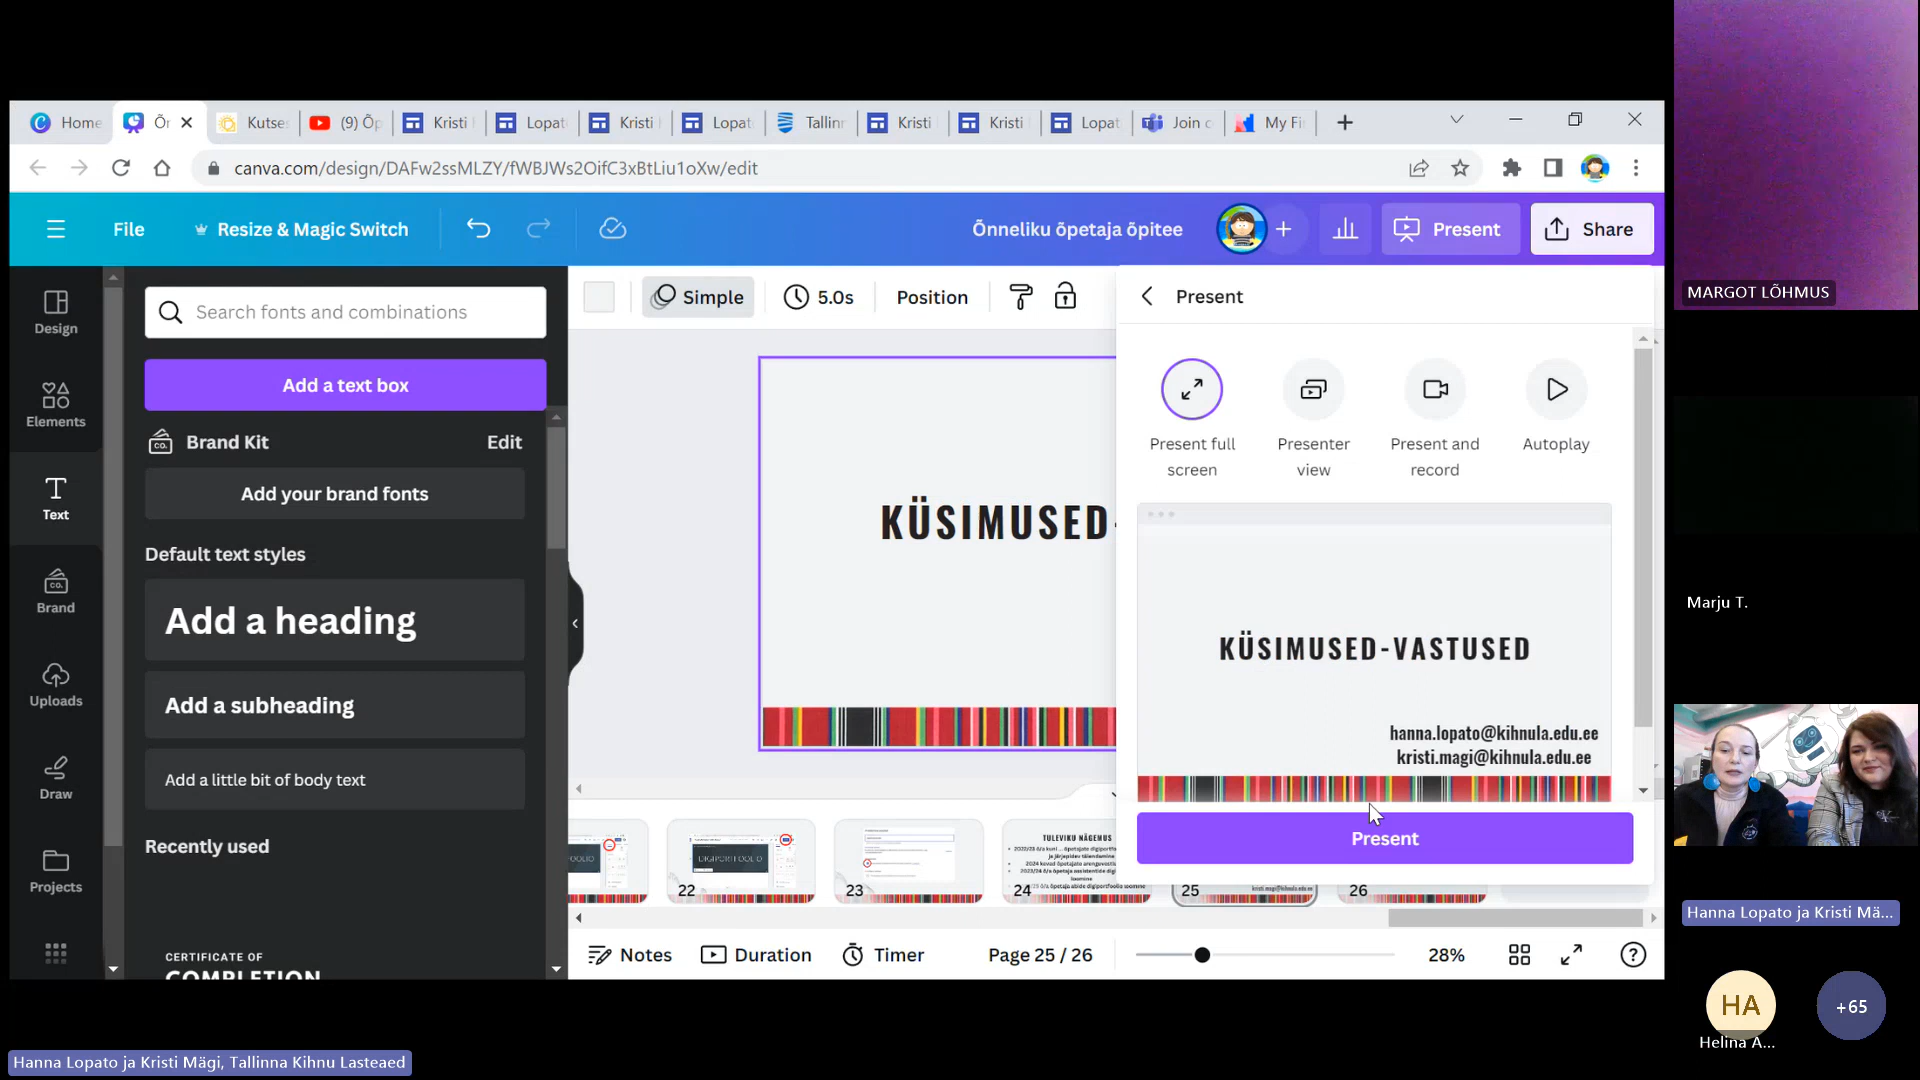 Home
Õr
Kutse
(9) Õp
Kristi
Lopat
Kristi
Lopat
Tallinn
Kristi
Kristi
Lopat
Join c
My Fi
canva.com/design/DAFw2ssMLZY/fWBJWs2OifC3xBtLiu1oXw/edit
File
Resize & Magic Switch
Õnneliku õpetaja õpitee
Present
Share
Design
Elements
Text
Brand
Uploads
Draw
Projects
Search fonts and combinations
Add a text box
Brand Kit
Edit
Add your brand fonts
Default text styles
Add a heading
Add a subheading
Add a little bit of body text
Recently used
CERTIFICATE OF
COMPLETION
Simple
5.0s
Position
KÜSIMUSED-
Present
Present full screen
Presenter view
Present and record
Autoplay
KÜSIMUSED-VASTUSED
hanna.lopato@kihnula.edu.ee
kristi.magi@kihnula.edu.ee
Present
DIGIPORTFOOLIO
22
23
TULEVIKU NÄGEMUS
24
25
26
Notes
Duration
Timer
Page 25 / 26
28%
MARGOT LÕHMUS
Marju T.
Hanna Lopato ja Kristi Mä...
HA
Helina A...
+65
Hanna Lopato ja Kristi Mägi, Tallinna Kihnu Lasteaed